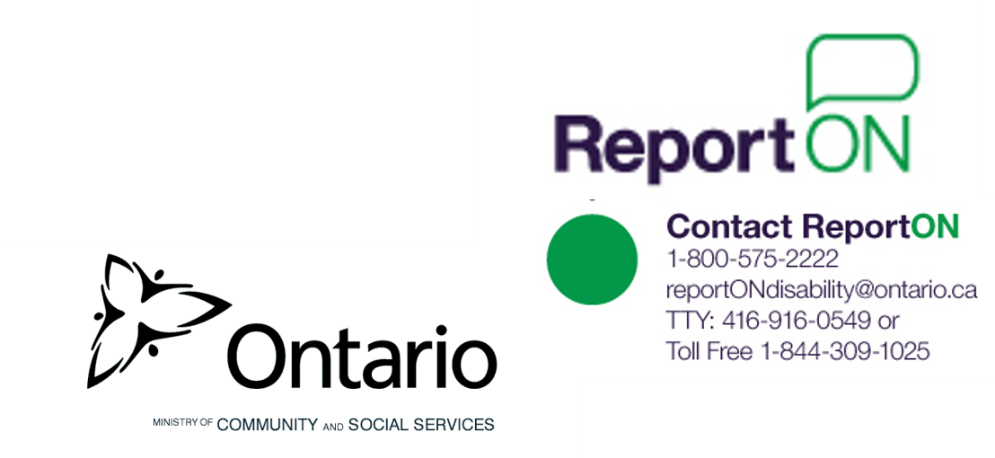 ReportON
Contact ReportON
1-800-575-2222
reportONdisability@ontario.ca
TTY: 416-916-0549 or
Toll Free 1-844-309-1025
Ontario
MINISTRY OF COMMUNITY AND SOCIAL SERVICES